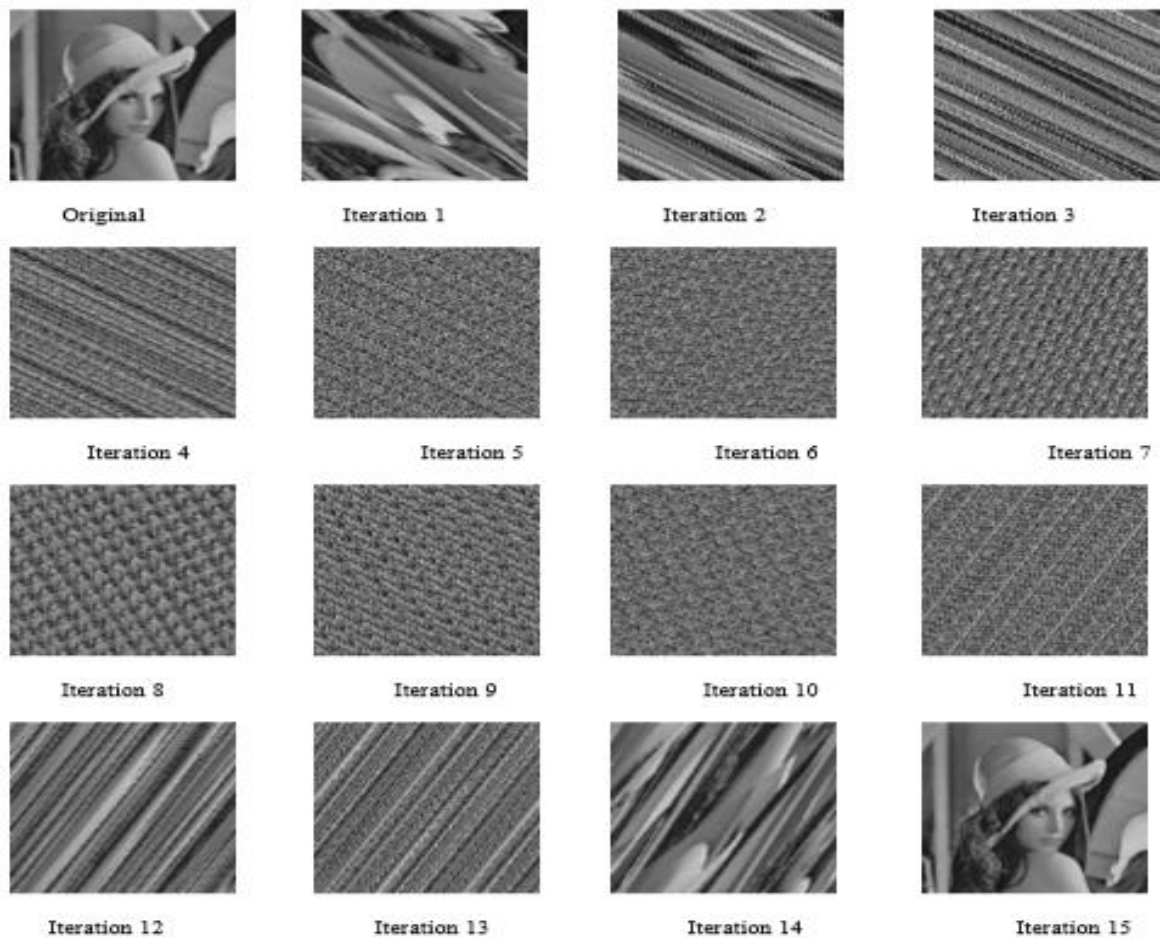 Original
Iteration 1
Iteration 2
Iteration 3
Iteration 4
Iteration 5
Iteration 6
Iteration 7
Iteration 8
Iteration 9
Iteration 10
Iteration 11
Iteration 12
Iteration 13
Iteration 14
Iteration 15